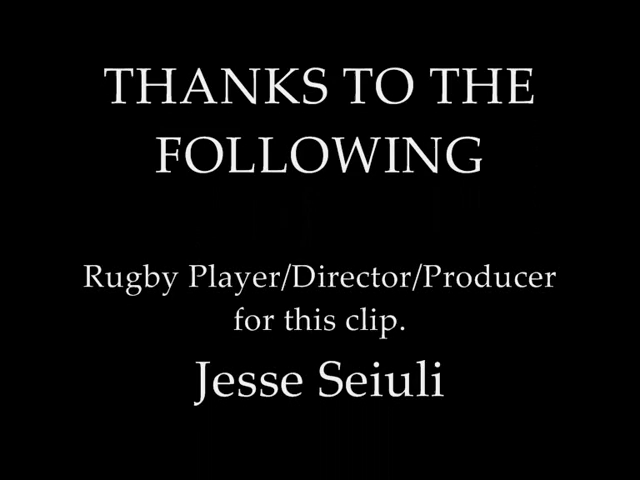 THANKS TO THE
FOLLOWING
Rugby Player/Director/Producer
for this clip.
Jesse Seiuli